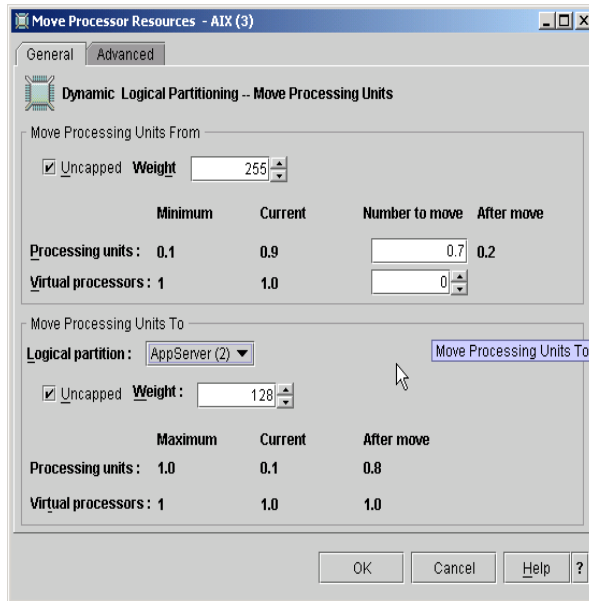 Move Processor Resources - AIX (3)
General Advanced
Dynamic Logical Partitioning -- Move Processing Units
Move Processing Units From
Uncapped Weight 255
Minimum Current Number to move After move
Processing units : 0.1 0.9 0.7 0.2
Virtual processors : 1 1.0 0
Move Processing Units To
Logical partition : AppServer (2) Move Processing Units To
Uncapped Weight : 128
Maximum Current After move
Processing units : 1.0 0.1 0.8
Virtual processors : 1 1.0 1.0
OK Cancel Help ?